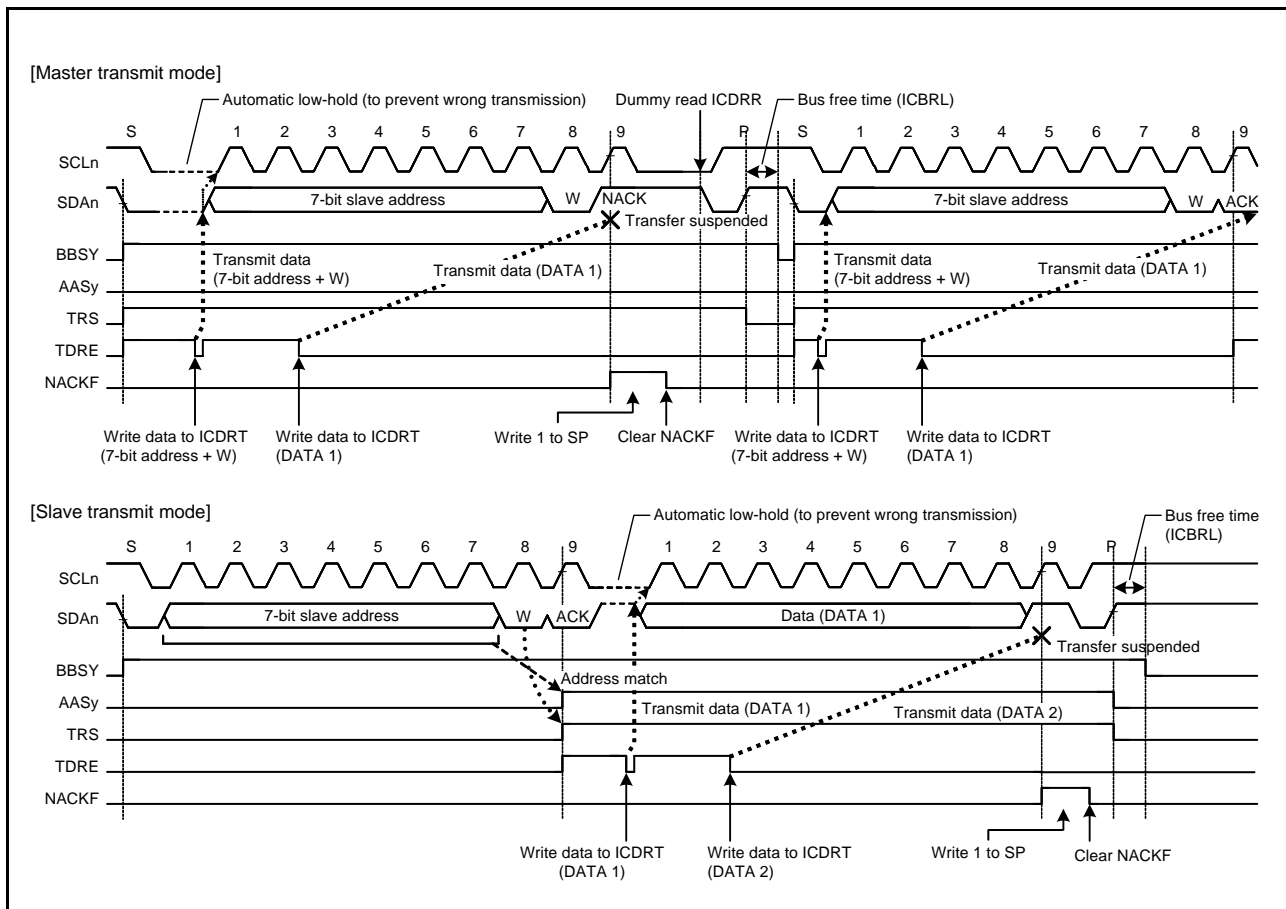 [Master transmit mode]
Automatic low-hold (to prevent wrong transmission)
Dummy read ICDRR
Bus free time (ICBRL)
S 1 2 3 4 5 6 7 8 9 P S 1 2 3 4 5 6 7 8 9
SCLn
SDAn 7-bit slave address W NACK 7-bit slave address W ACK
Transfer suspended
BBSY
Transmit data
(7-bit address + W)
Transmit data (DATA 1)
Transmit data
(7-bit address + W)
Transmit data (DATA 1)
AASy
TRS
TDRE
NACKF
Write data to ICDRT
(7-bit address + W)
Write data to ICDRT
(DATA 1)
Write 1 to SP
Clear NACKF
Write data to ICDRT
(7-bit address + W)
Write data to ICDRT
(DATA 1)
[Slave transmit mode]
Automatic low-hold (to prevent wrong transmission)
Bus free time
(ICBRL)
S 1 2 3 4 5 6 7 8 9 1 2 3 4 5 6 7 8 9 P
SCLn
SDAn 7-bit slave address W ACK Data (DATA 1)
Transfer suspended
BBSY
Address match
AASy
Transmit data (DATA 1)
Transmit data (DATA 2)
TRS
TDRE
NACKF
Write data to ICDRT
(DATA 1)
Write data to ICDRT
(DATA 2)
Write 1 to SP
Clear NACKF